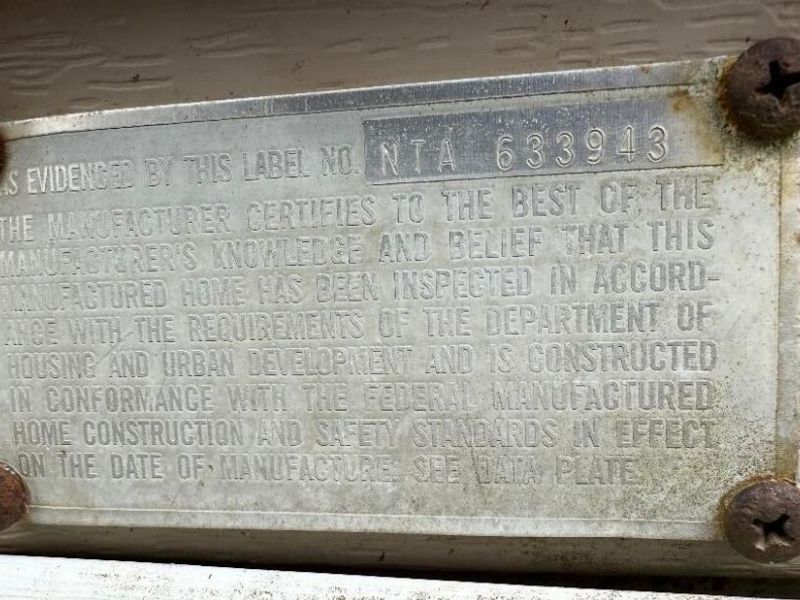 AS EVIDENCED BY THIS LABEL NO. NTA 633943
THE MANUFACTURER CERTIFIES TO THE BEST OF THE
MANUFACTURER'S KNOWLEDGE AND BELIEF THAT THIS
MANUFACTURED HOME HAS BEEN INSPECTED IN ACCORD-
ANCE WITH THE REQUIREMENTS OF THE DEPARTMENT OF
HOUSING AND URBAN DEVELOPMENT AND IS CONSTRUCTED
IN CONFORMANCE WITH THE FEDERAL MANUFACTURED
HOME CONSTRUCTION AND SAFETY STANDARDS IN EFFECT
ON THE DATE OF MANUFACTURE. SEE DATA PLATE